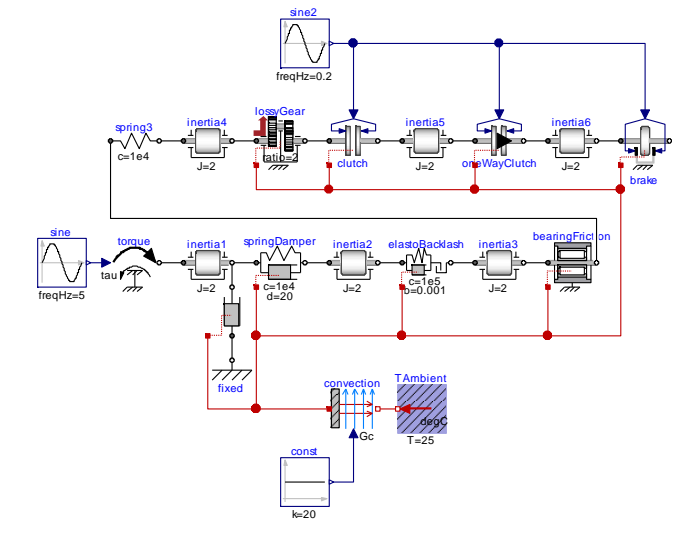 sine2
freqHz=0.2
spring3
c=1e4
inertia4
J=2
lossyGear
ratio=2
clutch
inertia5
J=2
oneWayClutch
inertia6
J=2
brake
sine
freqHz=5
torque
tau
inertia1
J=2
springDamper
c=1e4
d=20
inertia2
J=2
elastoBacklash
c=1e5
b=0.001
inertia3
J=2
bearingFriction
fixed
convection
Gc
TAmbient
degC
T=25
const
k=20